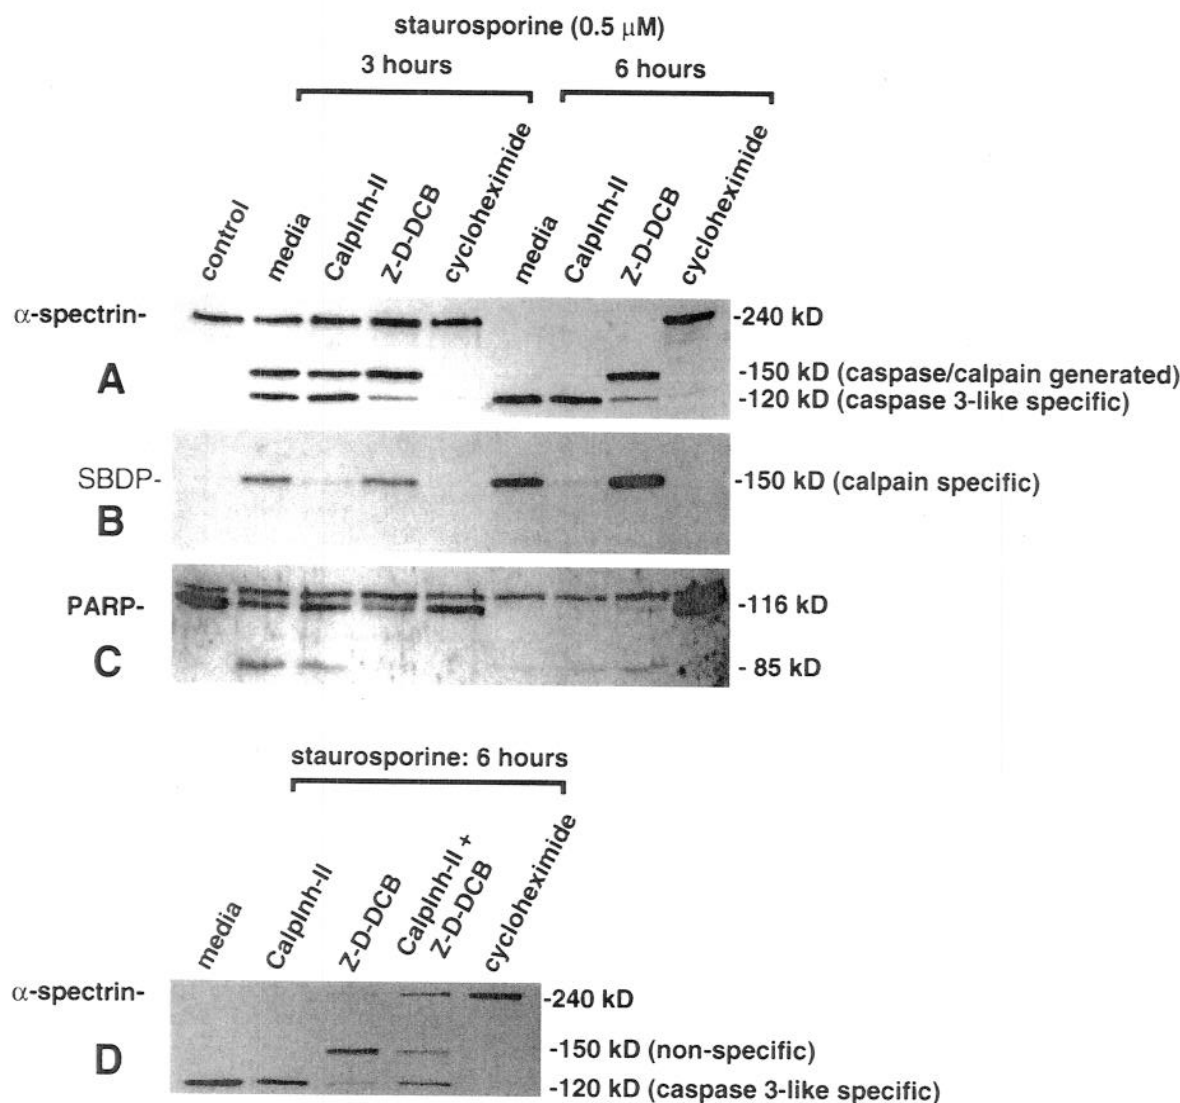 staurosporine (0.5 μM)
3 hours 6 hours
control media CalpInh-II Z-D-DCB cycloheximide media CalpInh-II Z-D-DCB cycloheximide
α-spectrin- -240 kD
A -150 kD (caspase/calpain generated)
-120 kD (caspase 3-like specific)
SBDP- -150 kD (calpain specific)
B
PARP- -116 kD
C - 85 kD
staurosporine: 6 hours
media CalpInh-II Z-D-DCB CalpInh-II + Z-D-DCB cycloheximide
α-spectrin- -240 kD
D -150 kD (non-specific)
-120 kD (caspase 3-like specific)